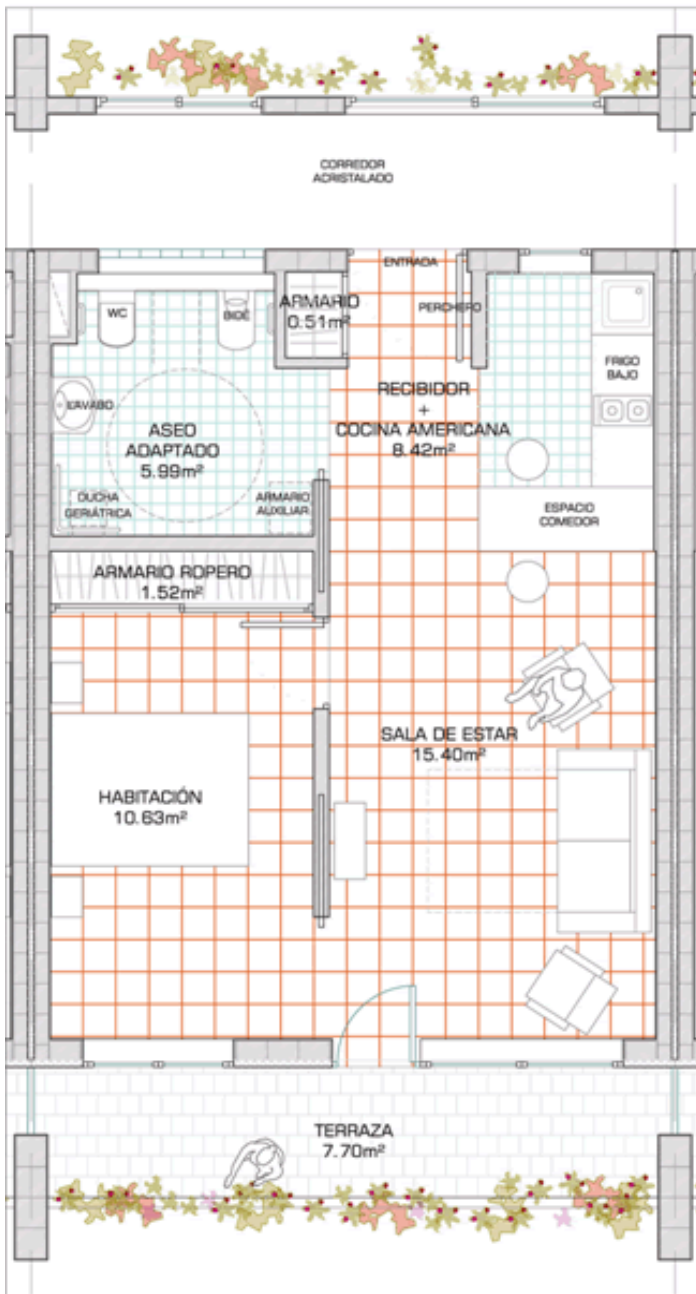 CORREDOR
ACRISTALADO
ENTRADA
WC
BIDÉ
ARMARIO
0.51m²
PERCHERO
FRIGO
BAJO
LAVABO
RECIBIDOR
+
COCINA AMERICANA
8.42m²
ASEO
ADAPTADO
5.99m²
DUCHA
GERIÁTRICA
ARMARIO
AUXILIAR
ESPACIO
COMEDOR
ARMARIO ROPERO
1.52m²
SALA DE ESTAR
15.40m²
HABITACIÓN
10.63m²
TERRAZA
7.70m²